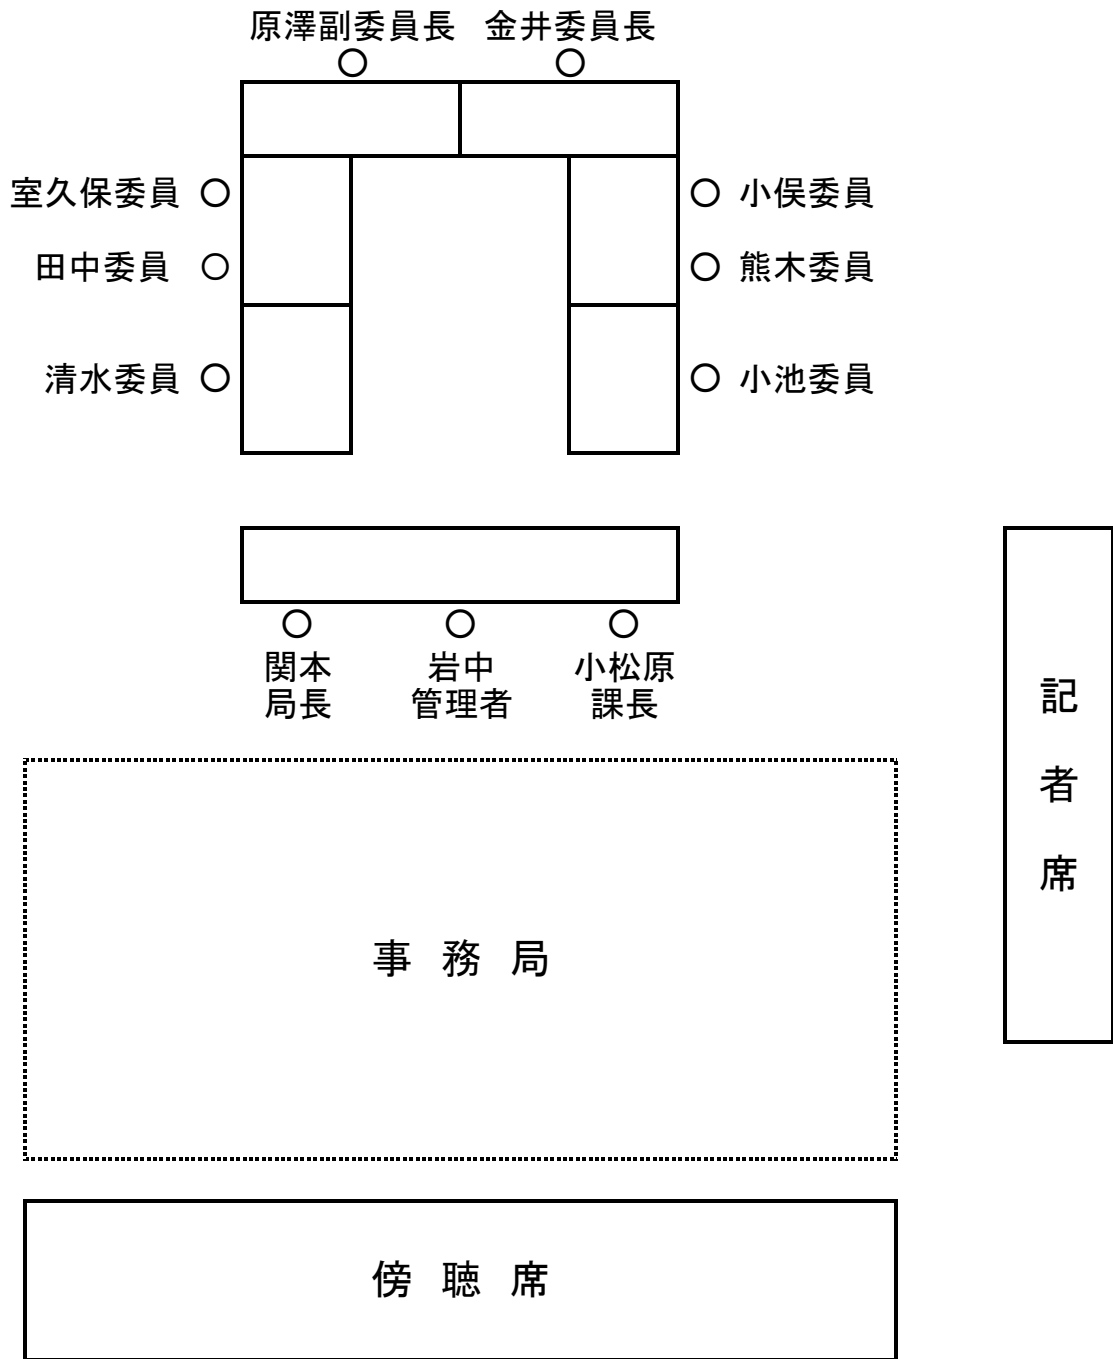 原澤副委員長 金井委員長
室久保委員 ○ ○ 小俣委員
田中委員 ○ ○ 熊木委員
清水委員 ○ ○ 小池委員
関本
局長
岩中
管理者
小松原
課長
記者席
事務局
傍聴席